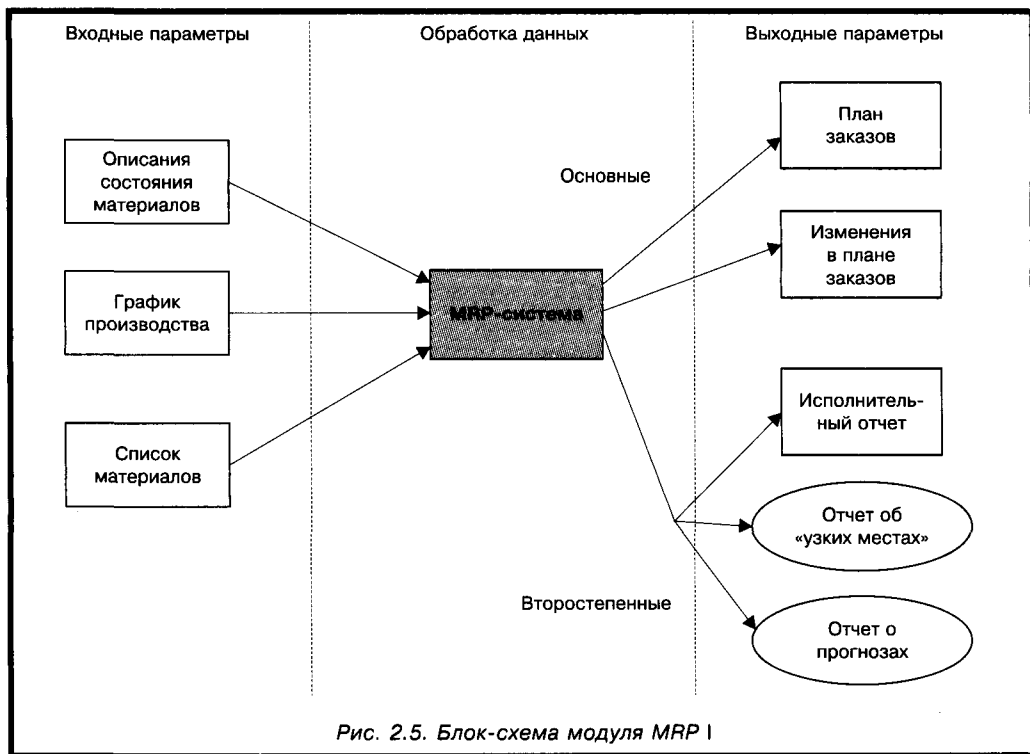 Входные параметры
Обработка данных
Выходные параметры
Описания
состояния
материалов
График
производства
Список
материалов
MRP-система
Основные
Второстепенные
План
заказов
Изменения
в плане
заказов
Исполнитель-
ный отчет
Отчет об
«узких местах»
Отчет о
прогнозах
Рис. 2.5. Блок-схема модуля MRP I